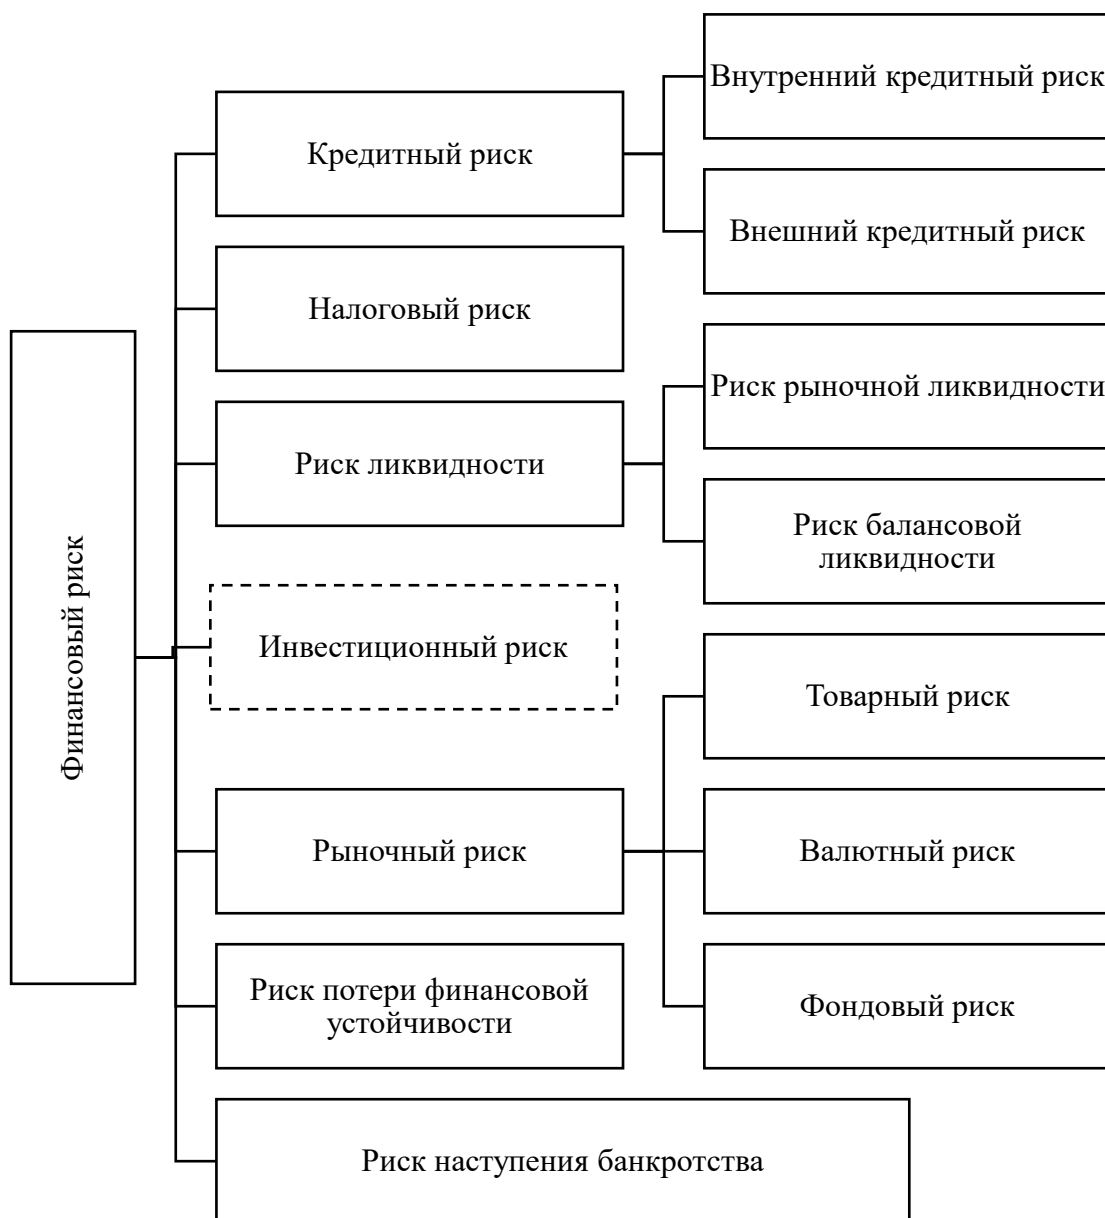 Финансовый риск
Кредитный риск
Внутренний кредитный риск
Внешний кредитный риск
Налоговый риск
Риск ликвидности
Риск рыночной ликвидности
Риск балансовой
ликвидности
Инвестиционный риск
Рыночный риск
Товарный риск
Валютный риск
Фондовый риск
Риск потери финансовой
устойчивости
Риск наступления банкротства